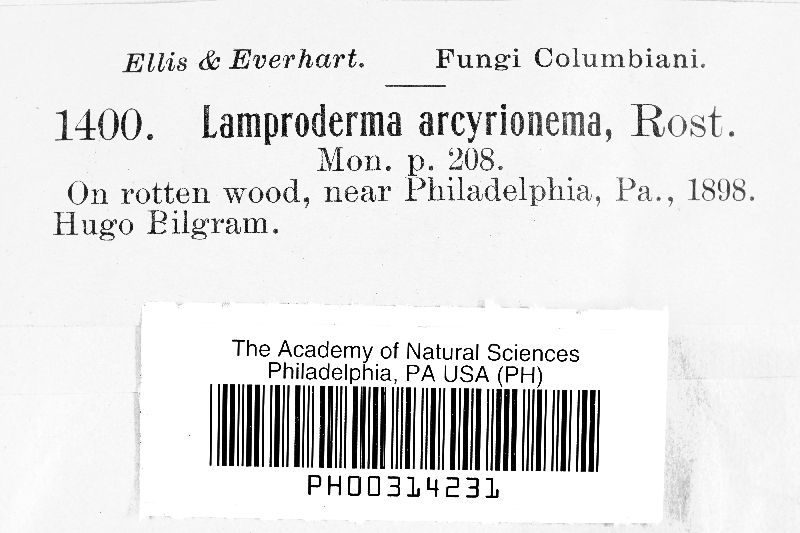 Ellis & Everhart. Fungi Columbiani.
1400. Lamproderma arcyrionema, Rost.
Mon. p. 208.
On rotten wood, near Philadelphia, Pa., 1898.
Hugo Bilgram.
The Academy of Natural Sciences
Philadelphia, PA USA (PH)
PH00314231